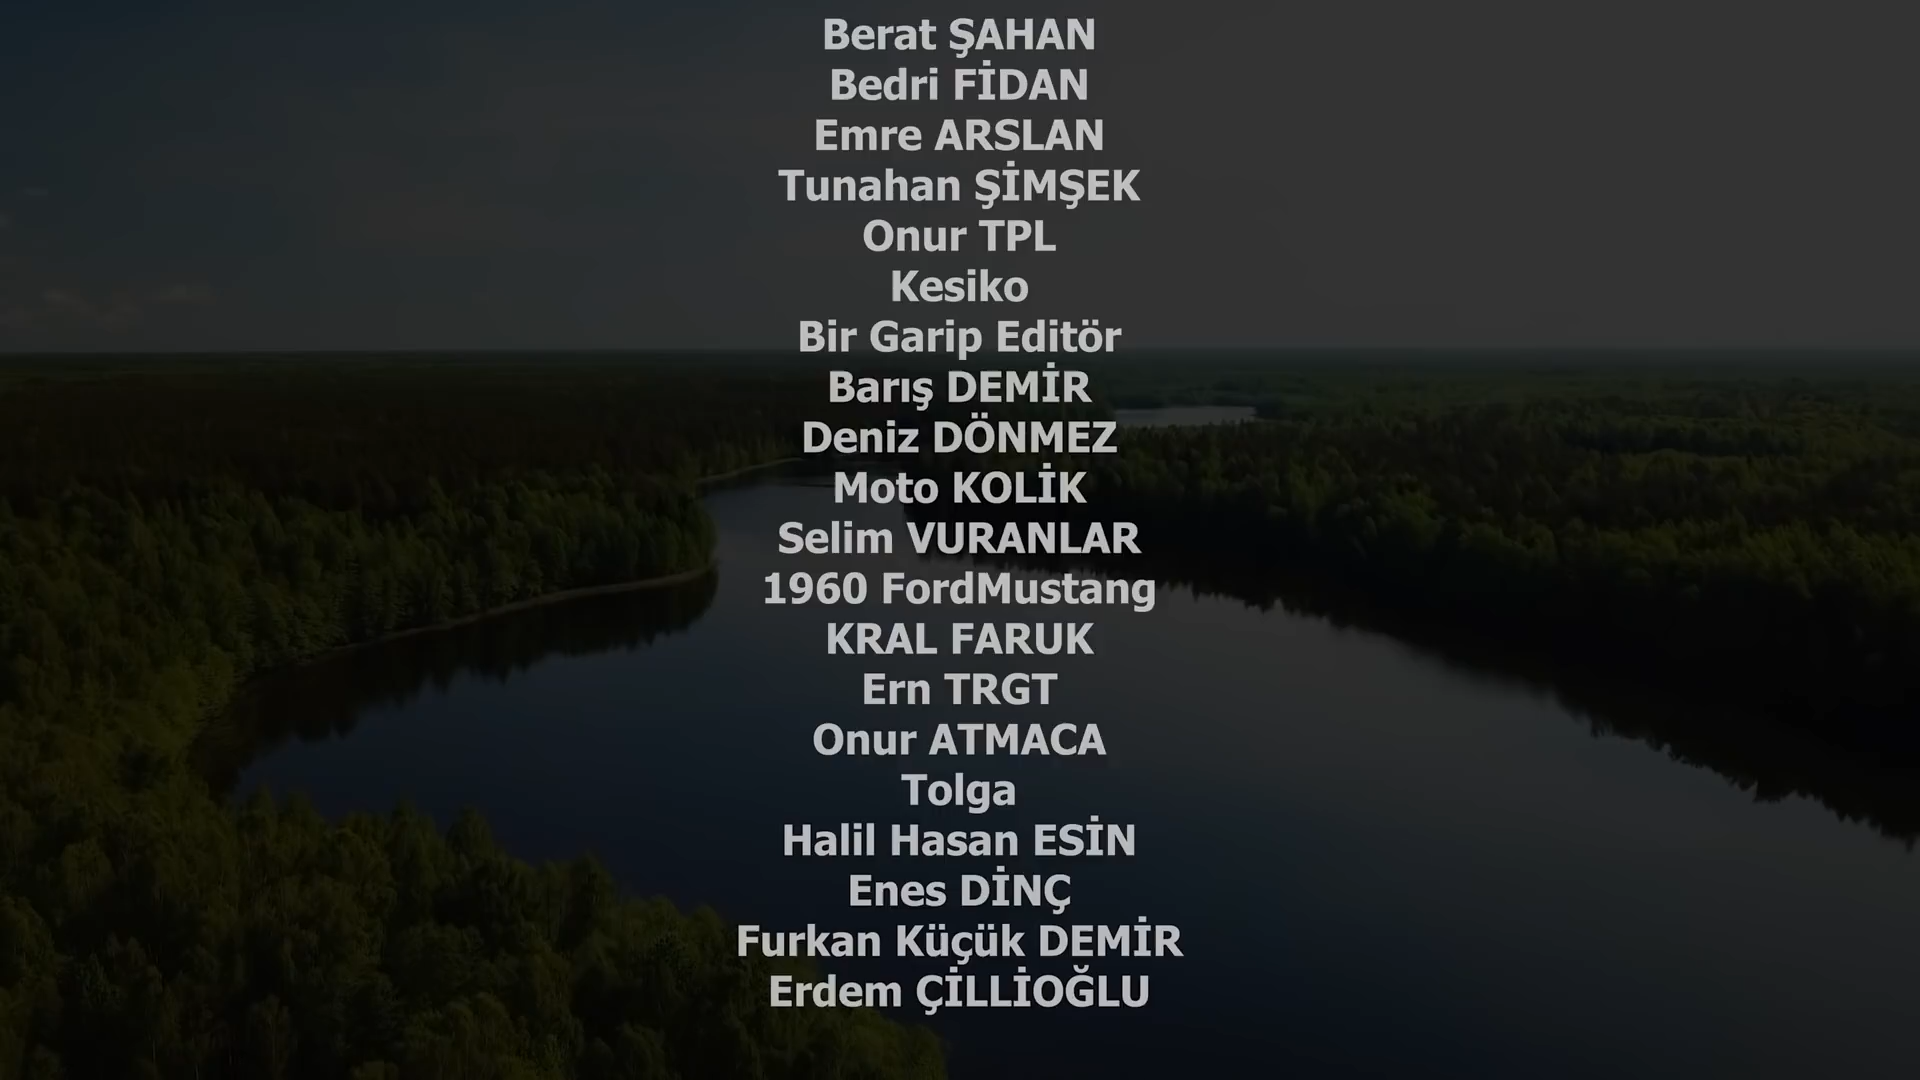 Berat ŞAHAN
Bedri FİDAN
Emre ARSLAN
Tunahan ŞİMŞEK
Onur TPL
Kesiko
Bir Garip Editör
Barış DEMİR
Deniz DÖNMEZ
Moto KOLİK
Selim VURANLAR
1960 FordMustang
KRAL FARUK
Ern TRGT
Onur ATMACA
Tolga
Halil Hasan ESİN
Enes DİNÇ
Furkan Küçük DEMİR
Erdem ÇİLLİOĞLU